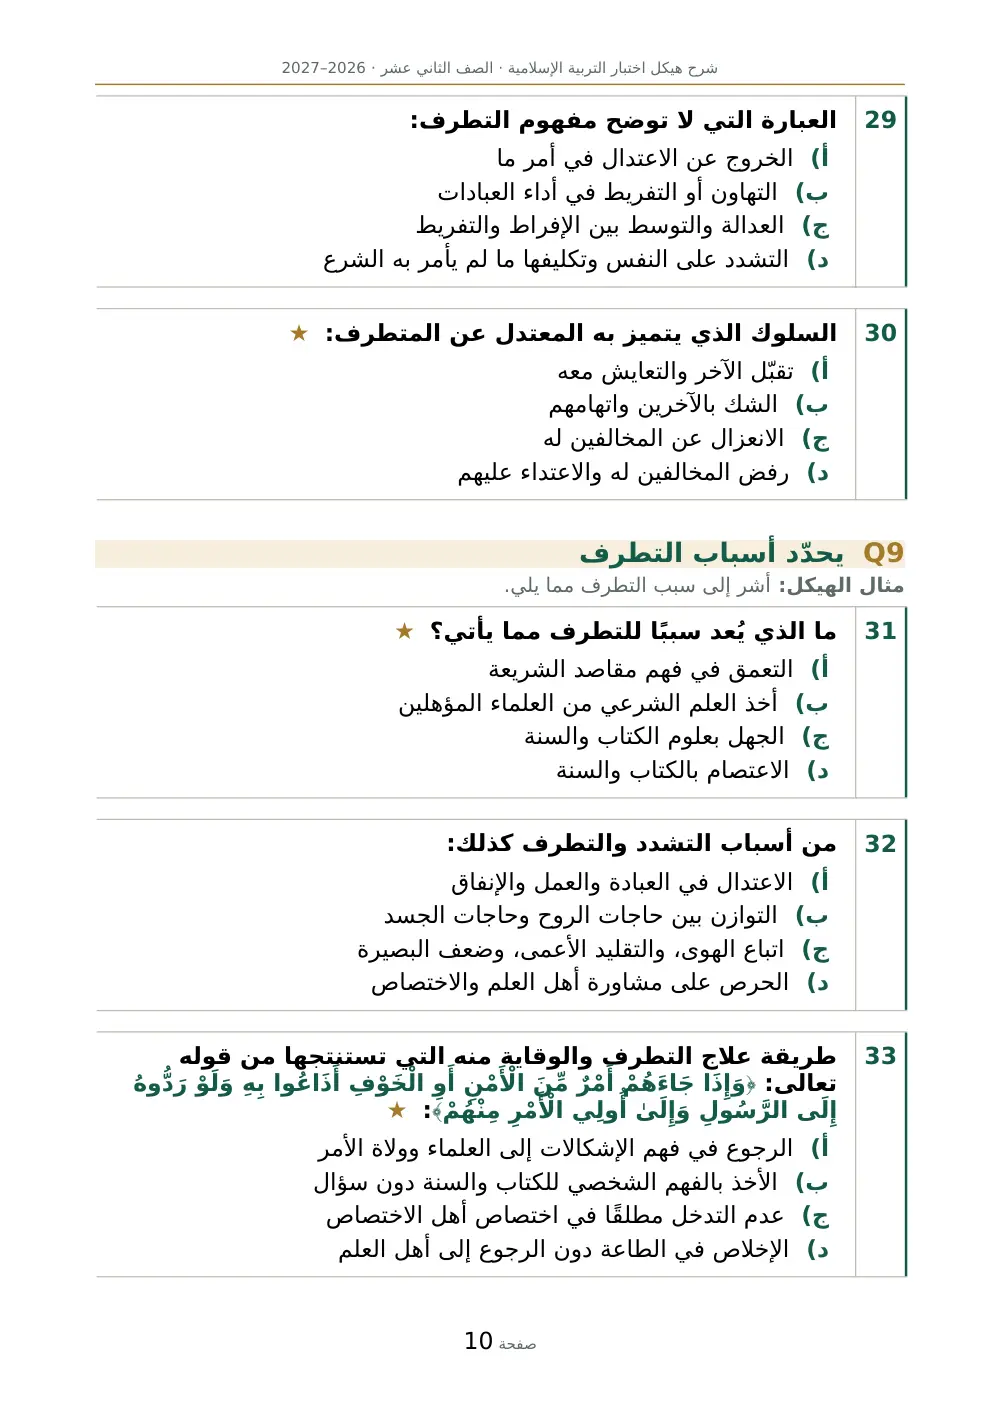 شرح هيكل اختبار التربية الإسلامية · الصف الثاني عشر · 2026–2027
29 العبارة التي لا توضح مفهوم التطرف:
أ) الخروج عن الاعتدال في أمر ما
ب) التهاون أو التفريط في أداء العبادات
ج) العدالة والتوسط بين الإفراط والتفريط
د) التشدد على النفس وتكليفها ما لم يأمر به الشرع
30 السلوك الذي يتميز به المعتدل عن المتطرف: ★
أ) تقبّل الآخر والتعايش معه
ب) الشك بالآخرين واتهامهم
ج) الانعزال عن المخالفين له
د) رفض المخالفين له والاعتداء عليهم
Q9 يحدّد أسباب التطرف
مثال الهيكل: أشر إلى سبب التطرف مما يلي.
31 ما الذي يُعد سببًا للتطرف مما يأتي؟ ★
أ) التعمق في فهم مقاصد الشريعة
ب) أخذ العلم الشرعي من العلماء المؤهلين
ج) الجهل بعلوم الكتاب والسنة
د) الاعتصام بالكتاب والسنة
32 من أسباب التشدد والتطرف كذلك:
أ) الاعتدال في العبادة والعمل والإنفاق
ب) التوازن بين حاجات الروح وحاجات الجسد
ج) اتباع الهوى، والتقليد الأعمى، وضعف البصيرة
د) الحرص على مشاورة أهل العلم والاختصاص
33 طريقة علاج التطرف والوقاية منه التي تستنتجها من قوله
تعالى: ﴿وَإِذَا جَاءَهُمْ أَمْرٌ مِّنَ الْأَمْنِ أَوِ الْخَوْفِ أَذَاعُوا بِهِ وَلَوْ رَدُّوهُ
إِلَى الرَّسُولِ وَإِلَىٰ أُولِي الْأَمْرِ مِنْهُمْ﴾: ★
أ) الرجوع في فهم الإشكالات إلى العلماء وولاة الأمر
ب) الأخذ بالفهم الشخصي للكتاب والسنة دون سؤال
ج) عدم التدخل مطلقًا في اختصاص أهل الاختصاص
د) الإخلاص في الطاعة دون الرجوع إلى أهل العلم
صفحة 10